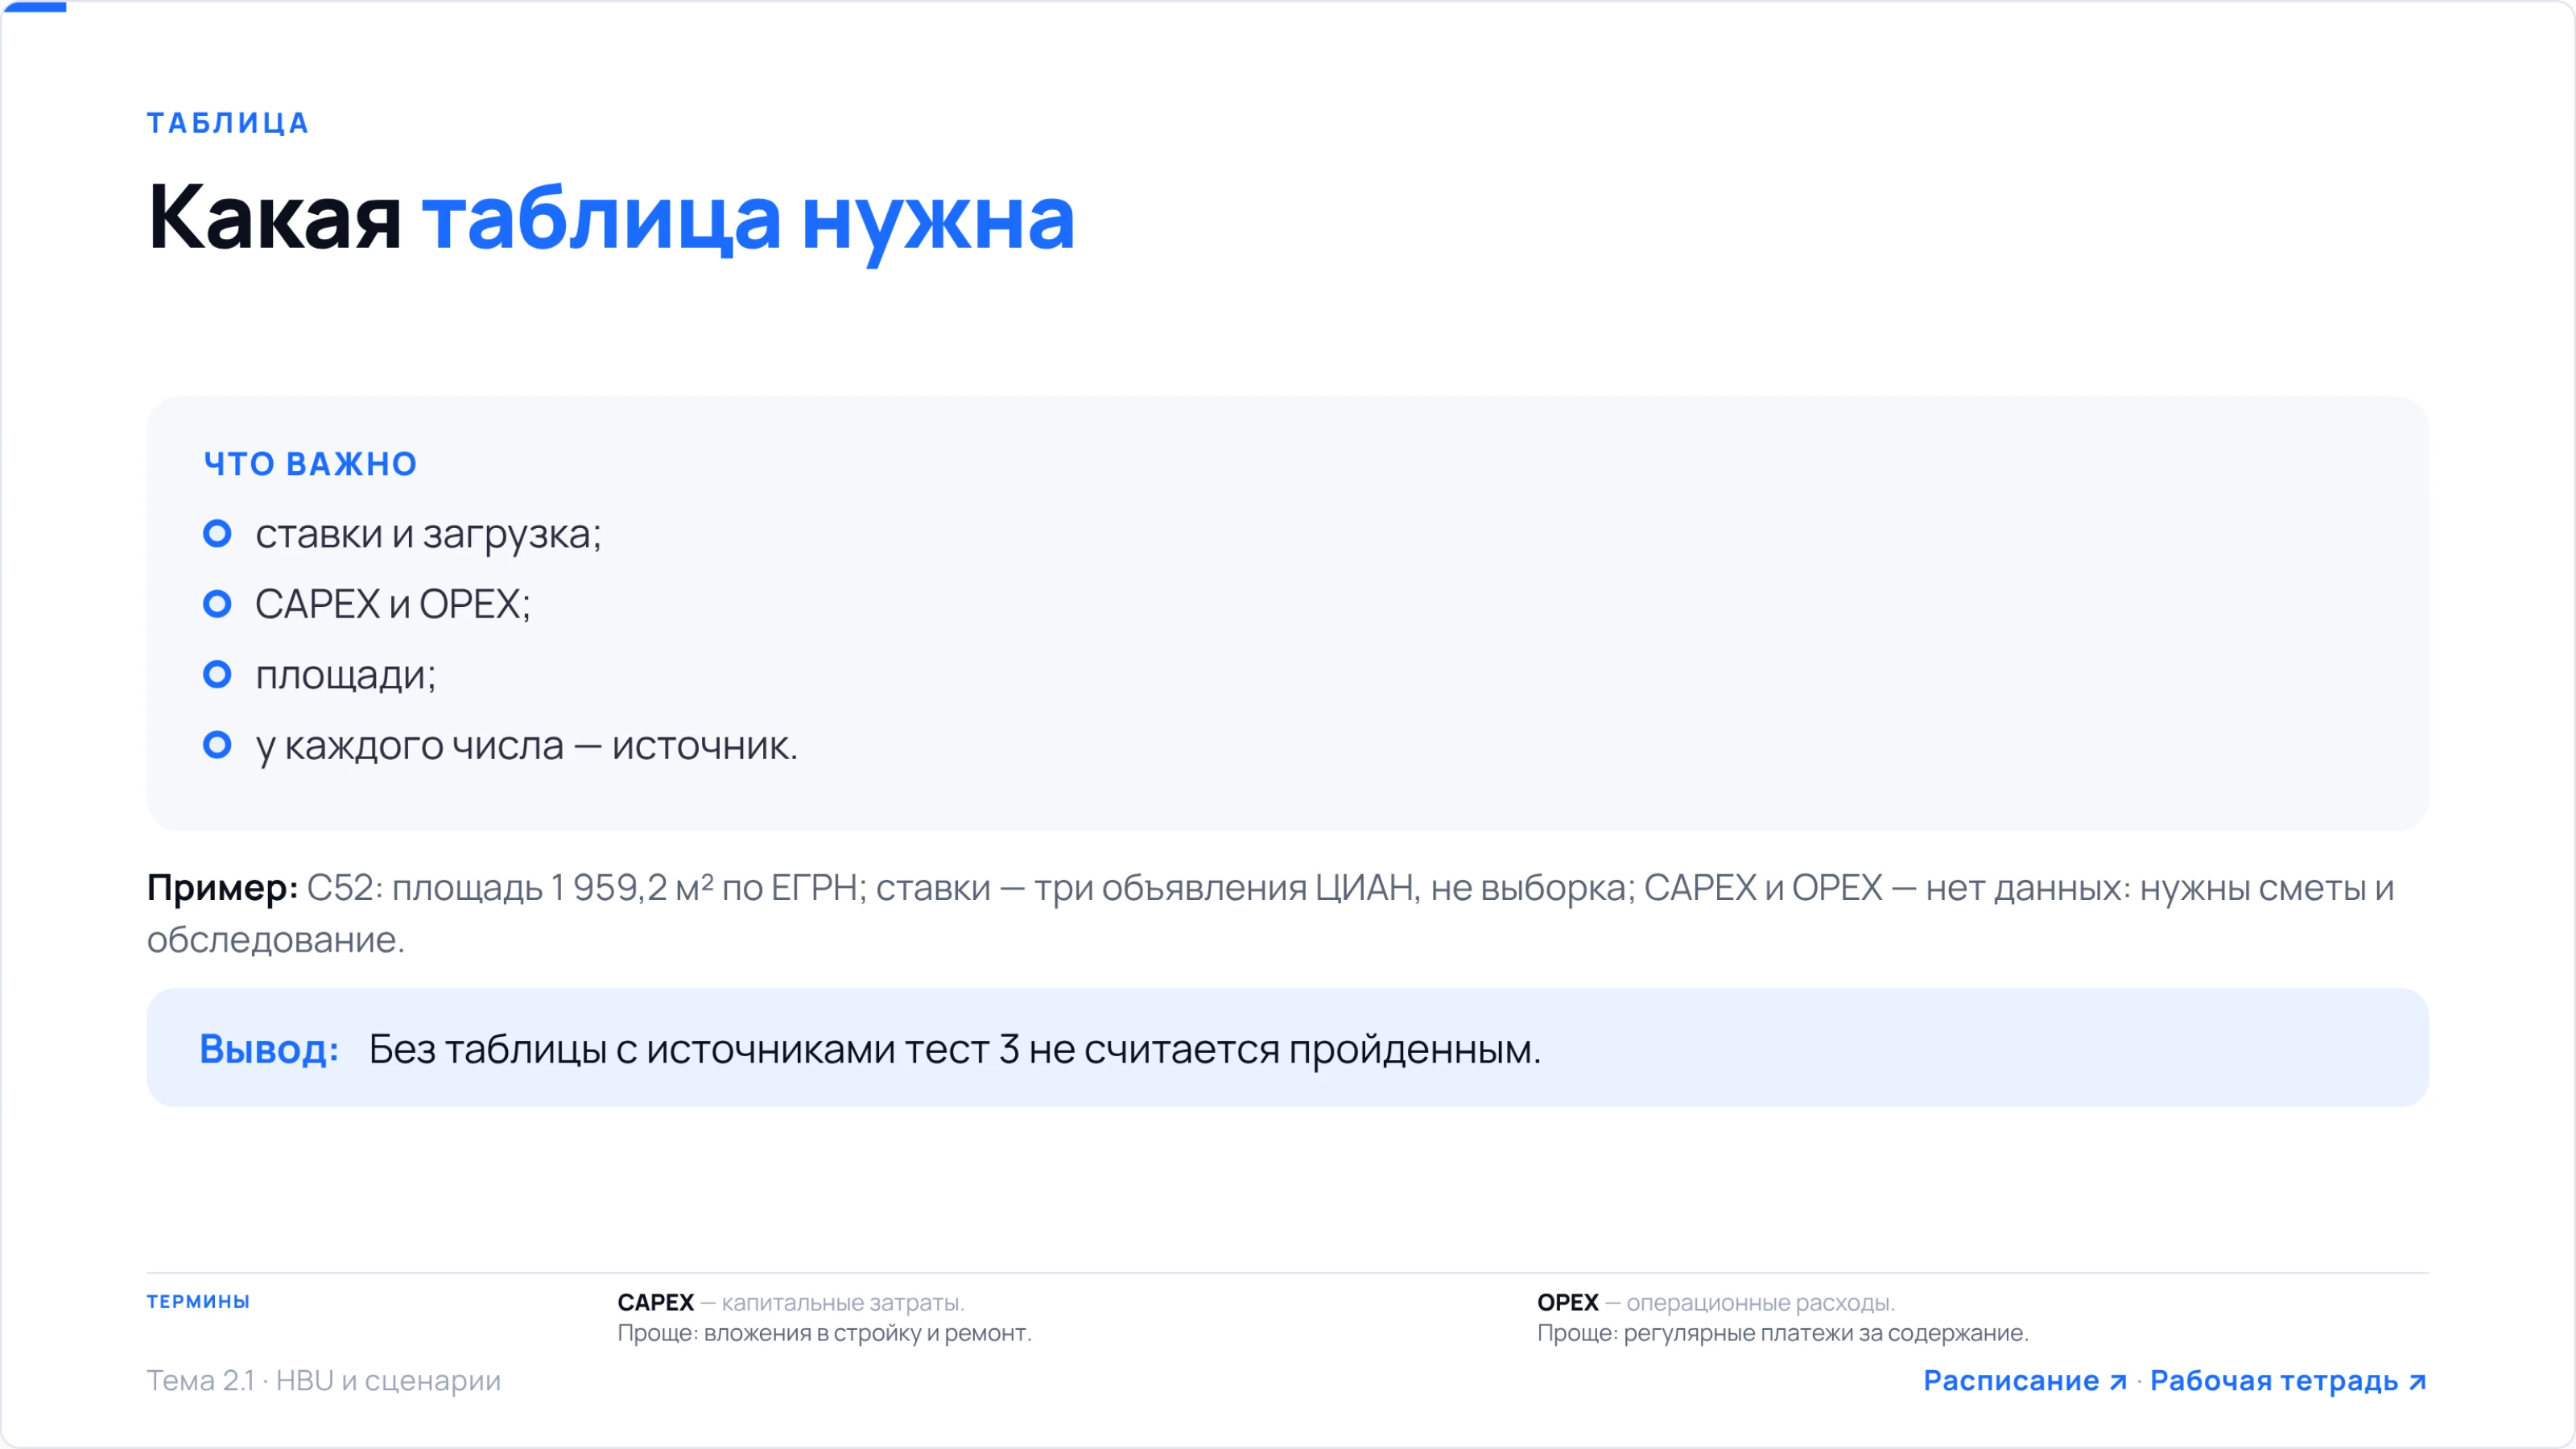 ТАБЛИЦА
Какая таблица нужна
ЧТО ВАЖНО
ставки и загрузка;
CAPEX и OPEX;
площади;
у каждого числа — источник.
Пример: С52: площадь 1 959,2 м² по ЕГРН; ставки — три объявления ЦИАН, не выборка; CAPEX и OPEX — нет данных: нужны сметы и
обследование.
Вывод: Без таблицы с источниками тест 3 не считается пройденным.
ТЕРМИНЫ
CAPEX — капитальные затраты.
Проще: вложения в стройку и ремонт.
OPEX — операционные расходы.
Проще: регулярные платежи за содержание.
Тема 2.1 · HBU и сценарии
Расписание ↗ · Рабочая тетрадь ↗